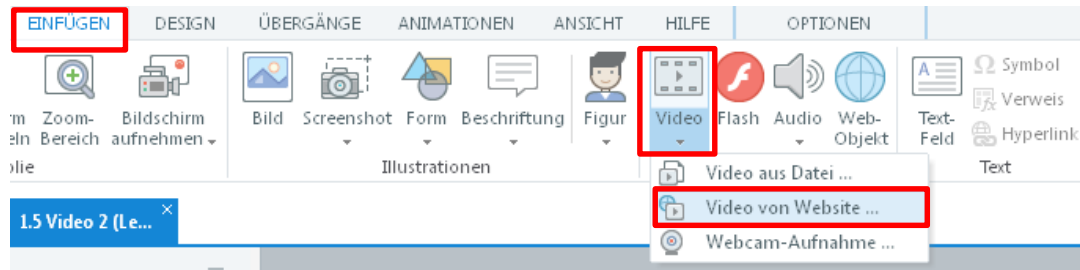 EINFÜGEN DESIGN ÜBERGÄNGE ANIMATIONEN ANSICHT HILFE OPTIONEN
Symbol
Verweis
Hyperlink
Zoom-
Bereich
Bildschirm
aufnehmen
Bild
Screenshot
Form
Beschriftung
Figur
Video
Flash
Audio
Web-
Objekt
Text-
Feld
Illustrationen
Text
Video aus Datei ...
Video von Website ...
Webcam-Aufnahme ...
1.5 Video 2 (Le...